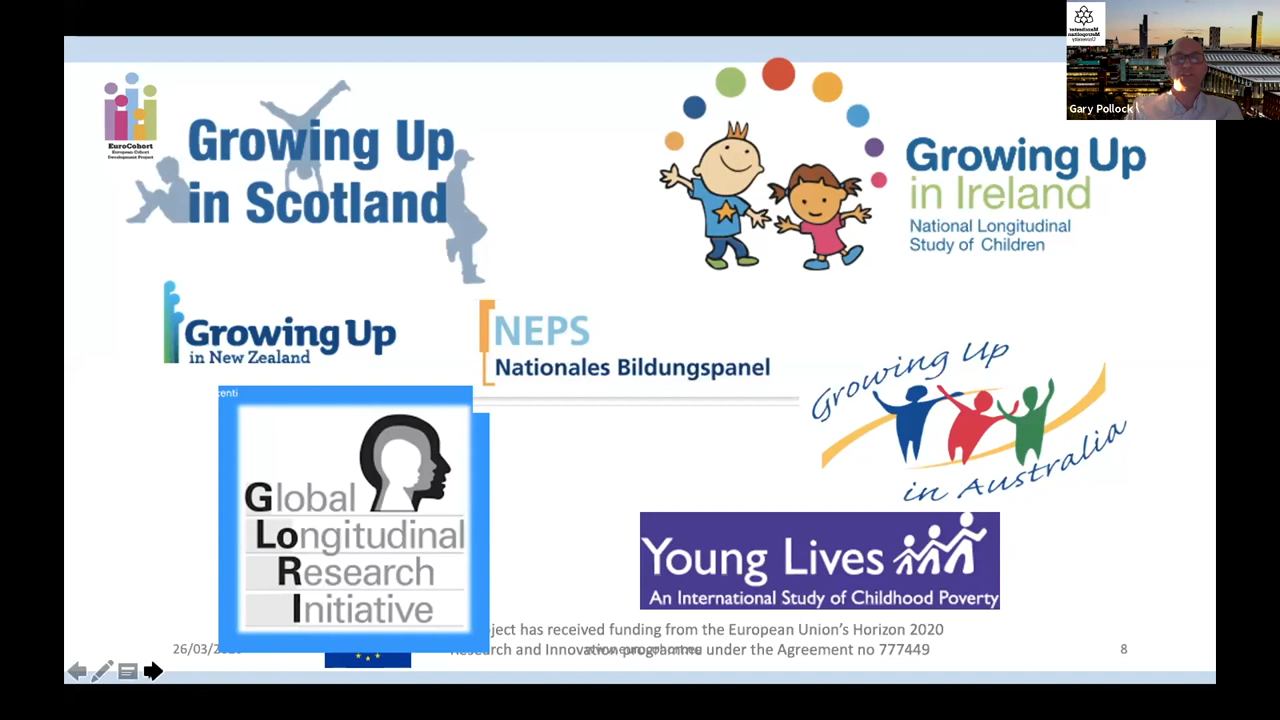 Manchester
Metropolitan
University
Gary Pollock
EuroCohort
European Cohort
Development Project
Growing Up
in Scotland
Growing Up
in Ireland
National Longitudinal
Study of Children
Growing Up
in New Zealand
NEPS
Nationales Bildungspanel
Growing Up
in Australia
Global
Longitudinal
Research
Initiative
Young Lives
An International Study of Childhood Poverty
ject has received funding from the European Union's Horizon 2020
Research and Innovation programme under the Agreement no 777449
26/03/
8